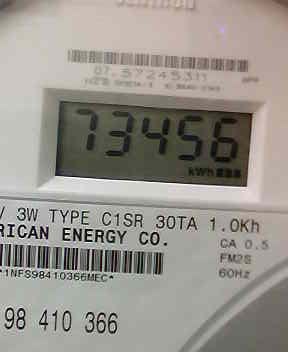 07.57245311
73456
kWh
V 3W TYPE C1SR 30TA 1.0Kh
RICAN ENERGY CO.
CA 0.5
FM2S
60Hz
*1NFS98410366MEC*
98 410 366